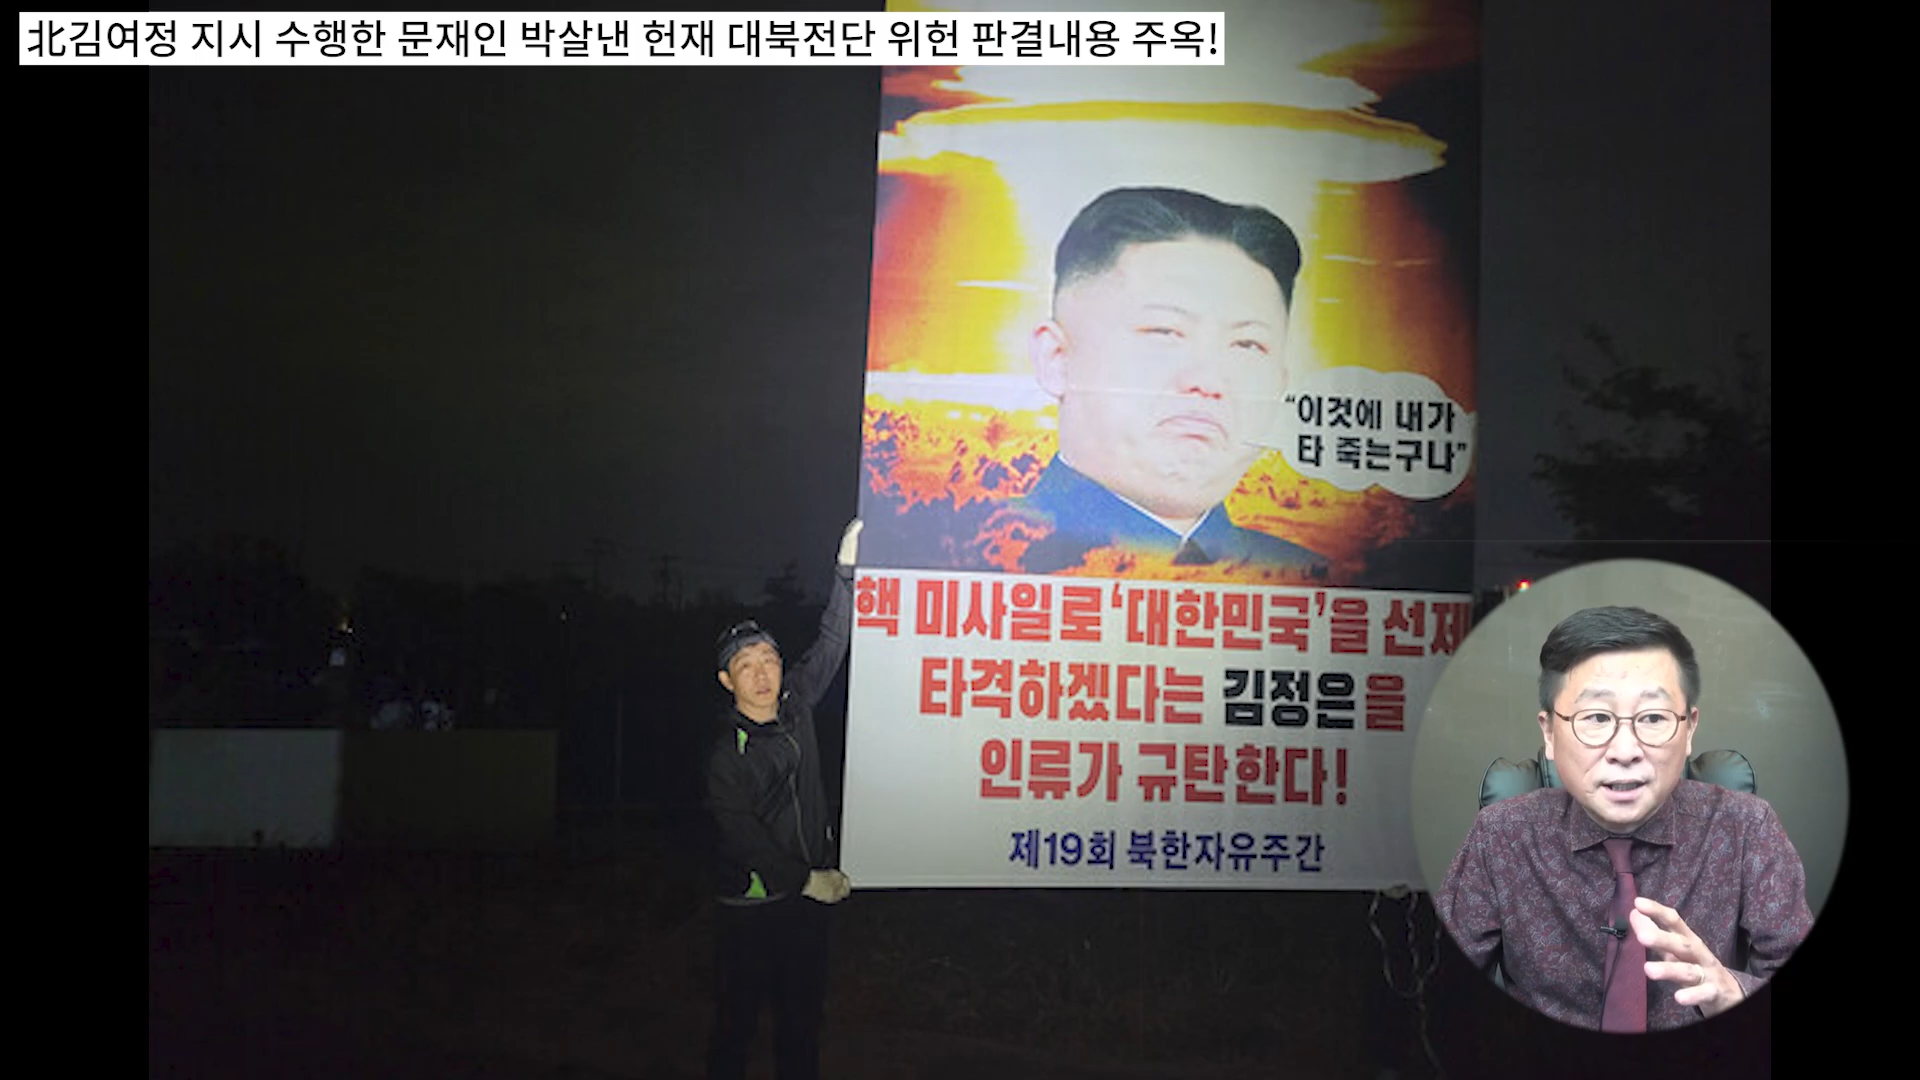 北김여정 지시 수행한 문재인 박살낸 헌재 대북전단 위헌 판결내용 주옥!
“이것에 내가
타 죽는구나”
핵 미사일로 ‘대한민국’을 선제
타격하겠다는 김정은을
인류가 규탄한다!
제19회 북한자유주간